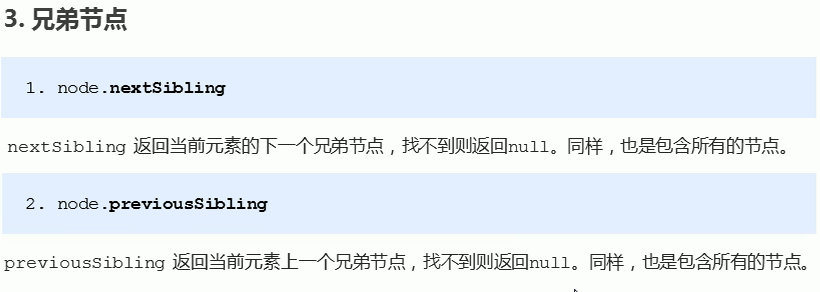 3. 兄弟节点
1. node.nextSibling
nextSibling 返回当前元素的下一个兄弟节点，找不到则返回null。同样，也是包含所有的节点。
2. node.previousSibling
previousSibling 返回当前元素上一个兄弟节点，找不到则返回null。同样，也是包含所有的节点。